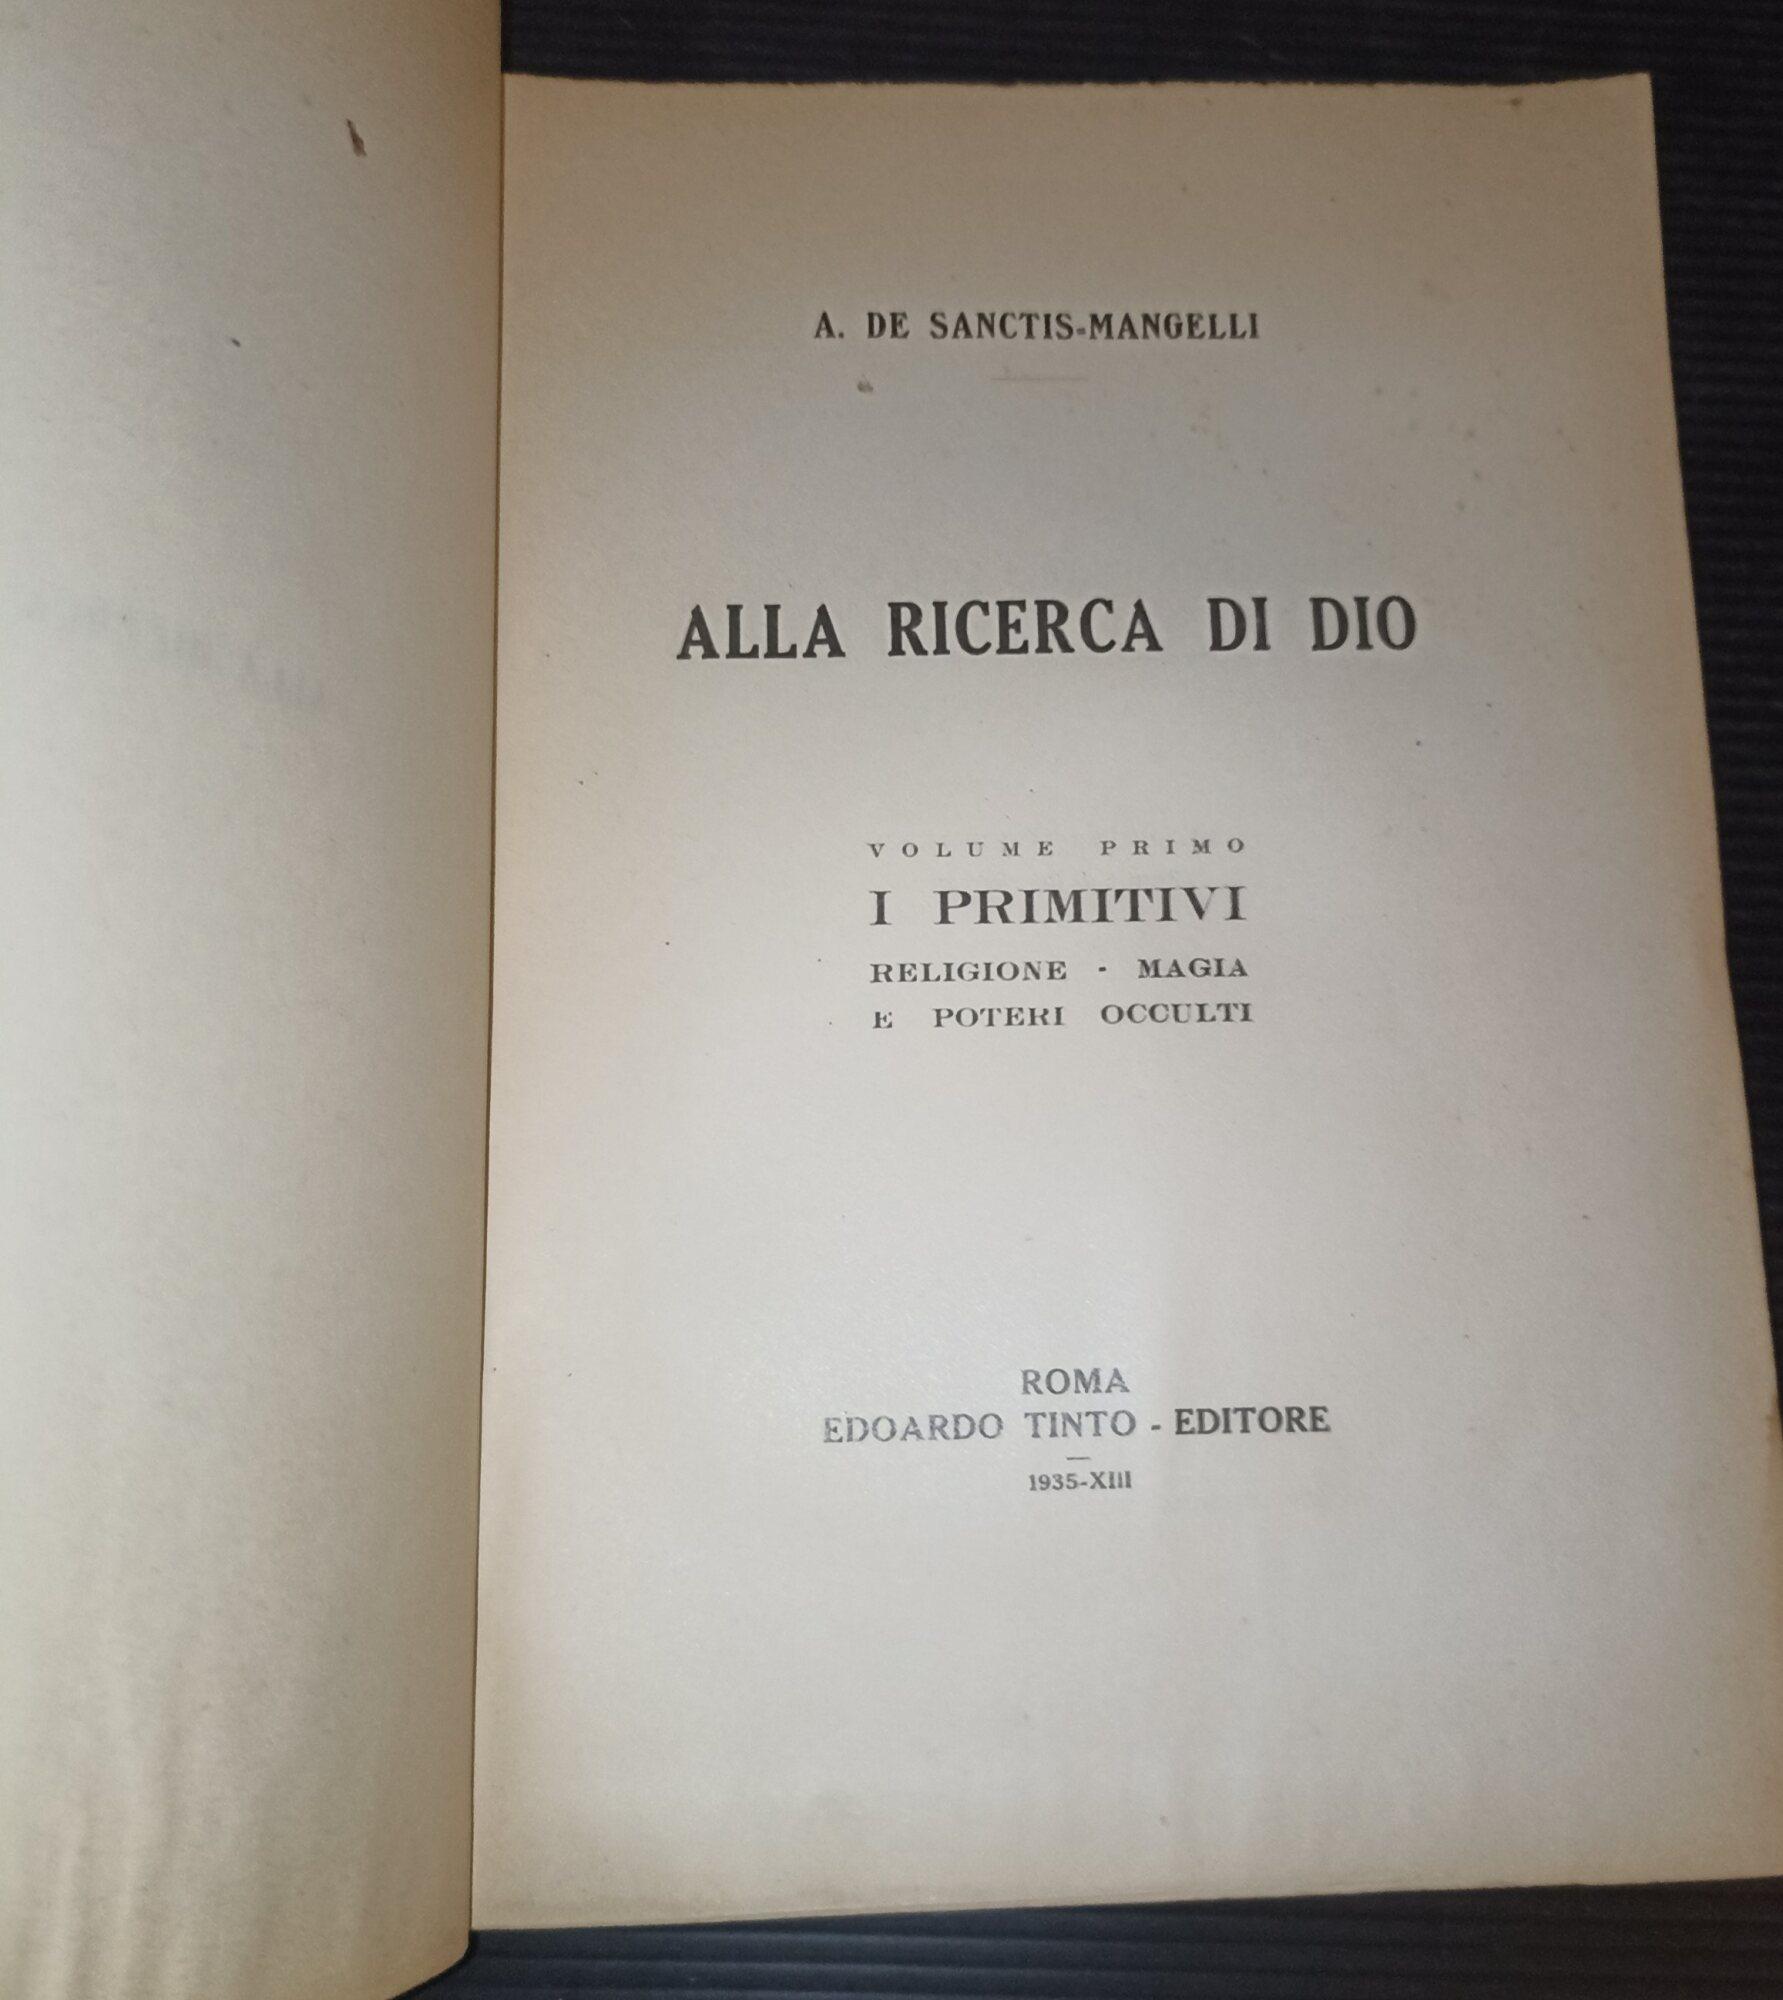 A. DE SANCTIS-MANGELLI
ALLA RICERCA DI DIO
VOLUME PRIMO
I PRIMITIVI
RELIGIONE - MAGIA
E POTERI OCCULTI
ROMA
EDOARDO TINTO - EDITORE
1935-XIII